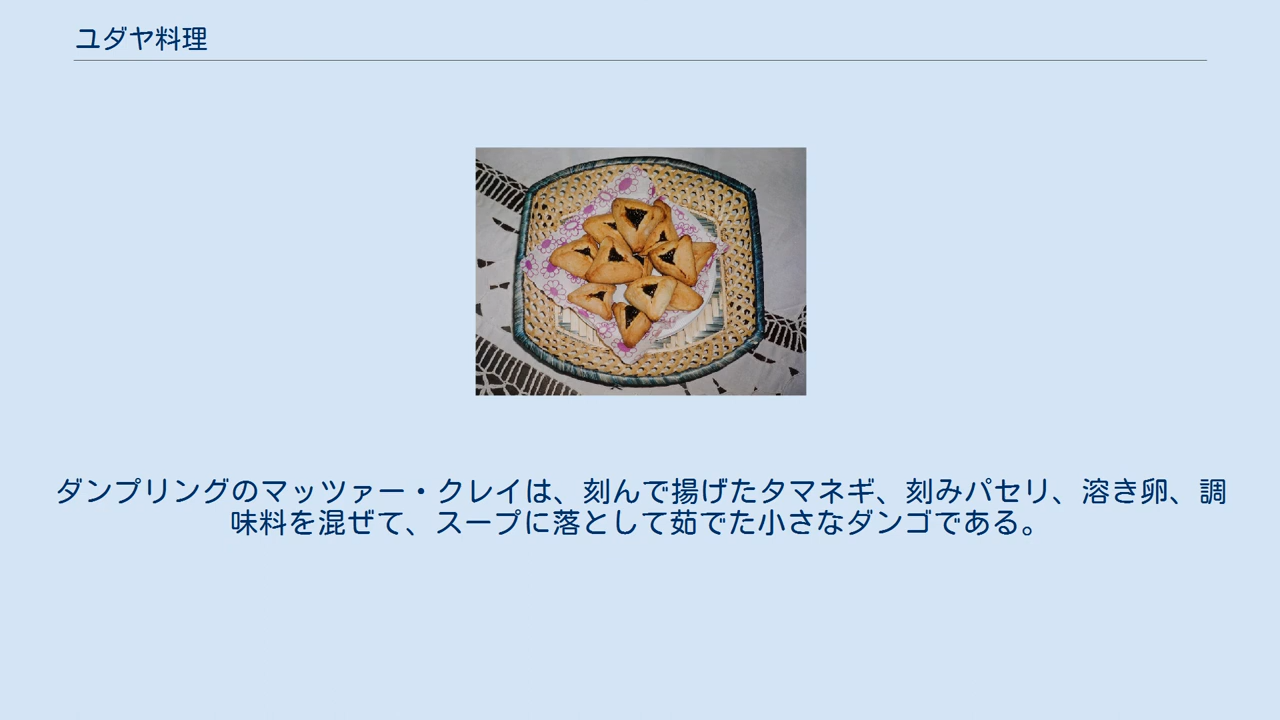 ユダヤ料理
ダンプリングのマッツァー・クレイは、刻んで揚げたタマネギ、刻みパセリ、溶き卵、調
味料を混ぜて、スープに落として茹でた小さなダンゴである。